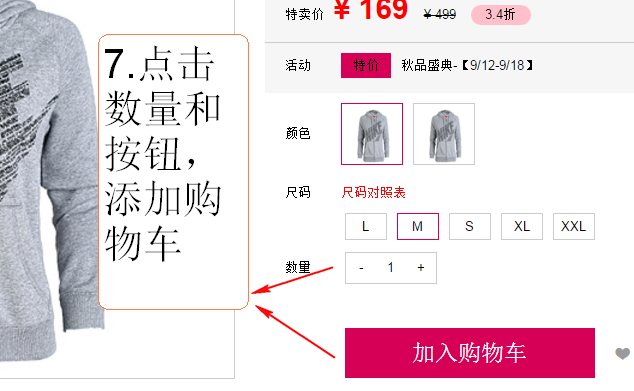 特卖价 ¥ 169 ¥ 499 3.4折
活动 特价 秋品盛典-【9/12-9/18】
7.点击
数量和
按钮，
添加购
物车
颜色
尺码 尺码对照表
L M S XL XXL
数量 - 1 +
加入购物车